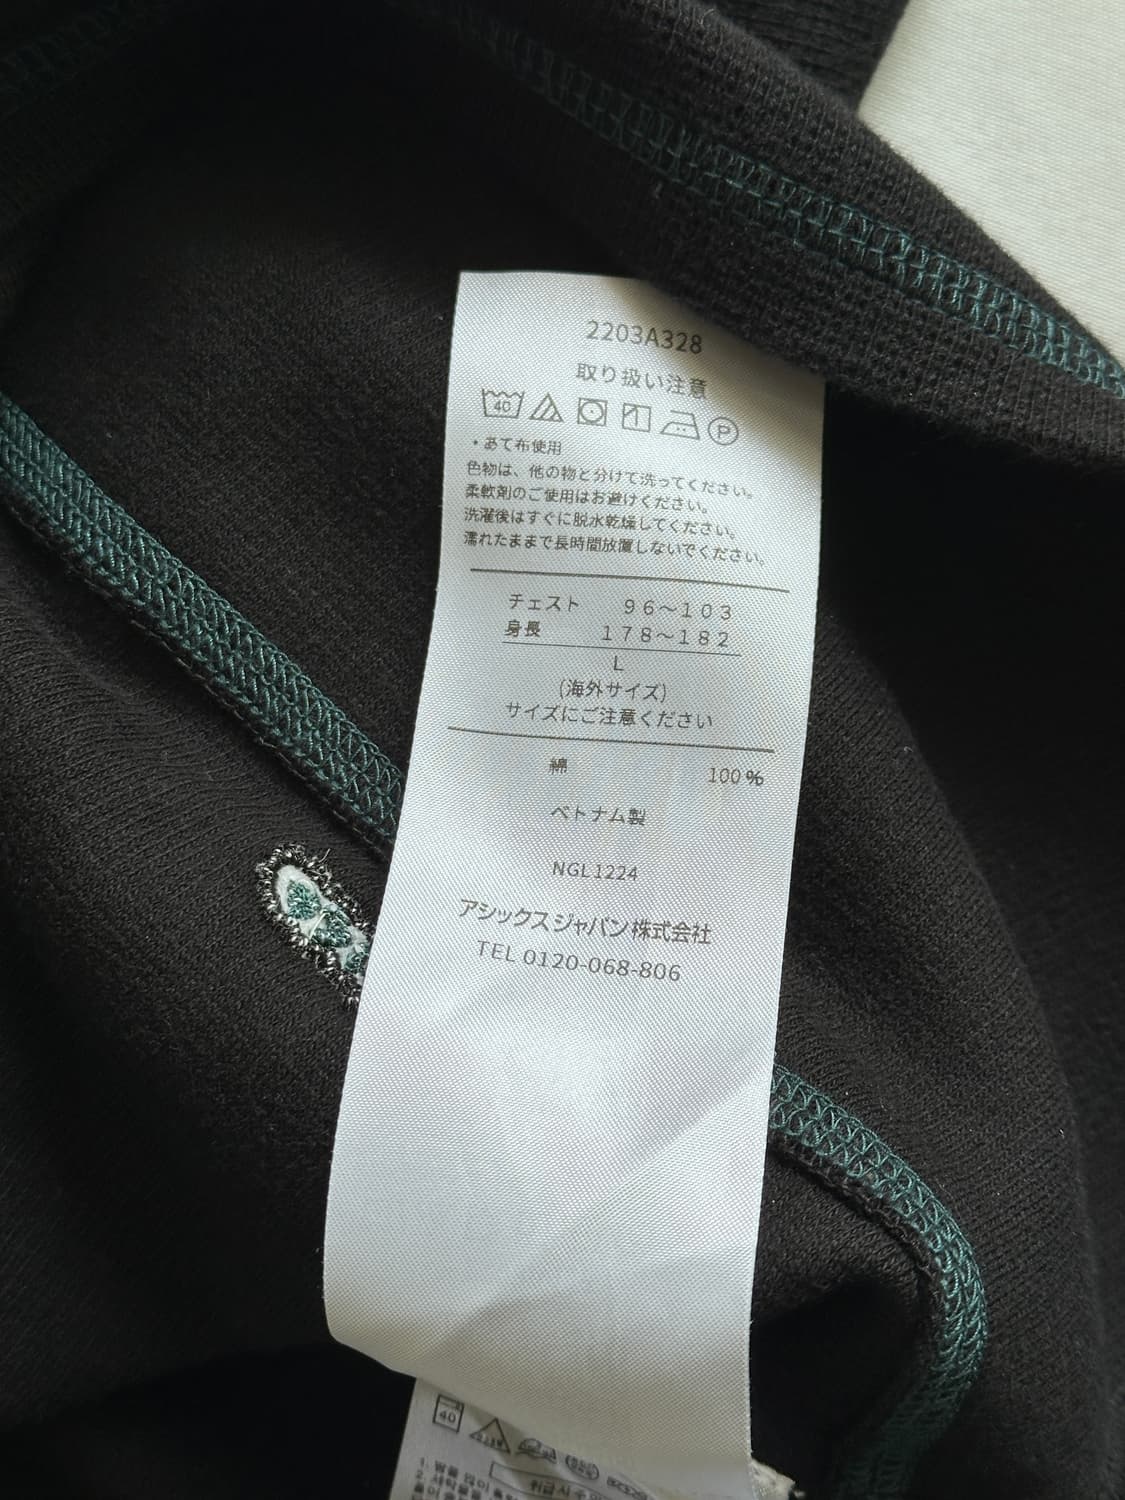 2203A328
取り扱い注意
40 P
・あて布使用
色物は、他の物と分けて洗ってください。
柔軟剤のご使用はお避けください。
洗濯後はすぐに脱水乾燥してください。
濡れたままで長時間放置しないでください。
チェスト 96～103
身長 178～182
L
(海外サイズ)
サイズにご注意ください
綿 100%
ベトナム製
NGL1224
アシックスジャパン株式会社
TEL 0120-068-806
40